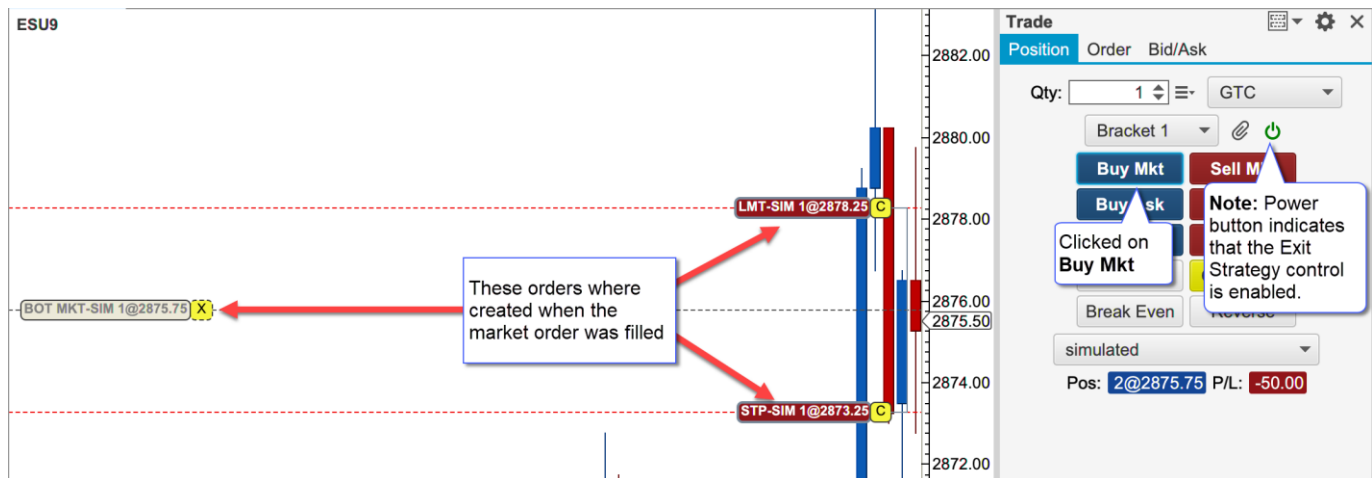 ESU9
2882.00
2880.00
LMT-SIM 1@2878.25 C
2878.00
These orders where
created when the
market order was filled
BOT MKT-SIM 1@2875.75 X
2876.00
2875.50
2874.00
STP-SIM 1@2873.25 C
2872.00
Trade
Position Order Bid/Ask
Qty: 1 GTC
Bracket 1
Buy Mkt Sell
Buy
Clicked on
Buy Mkt
Note: Power
button indicates
that the Exit
Strategy control
is enabled.
Break Even Reverse
simulated
Pos: 2@2875.75 P/L: -50.00